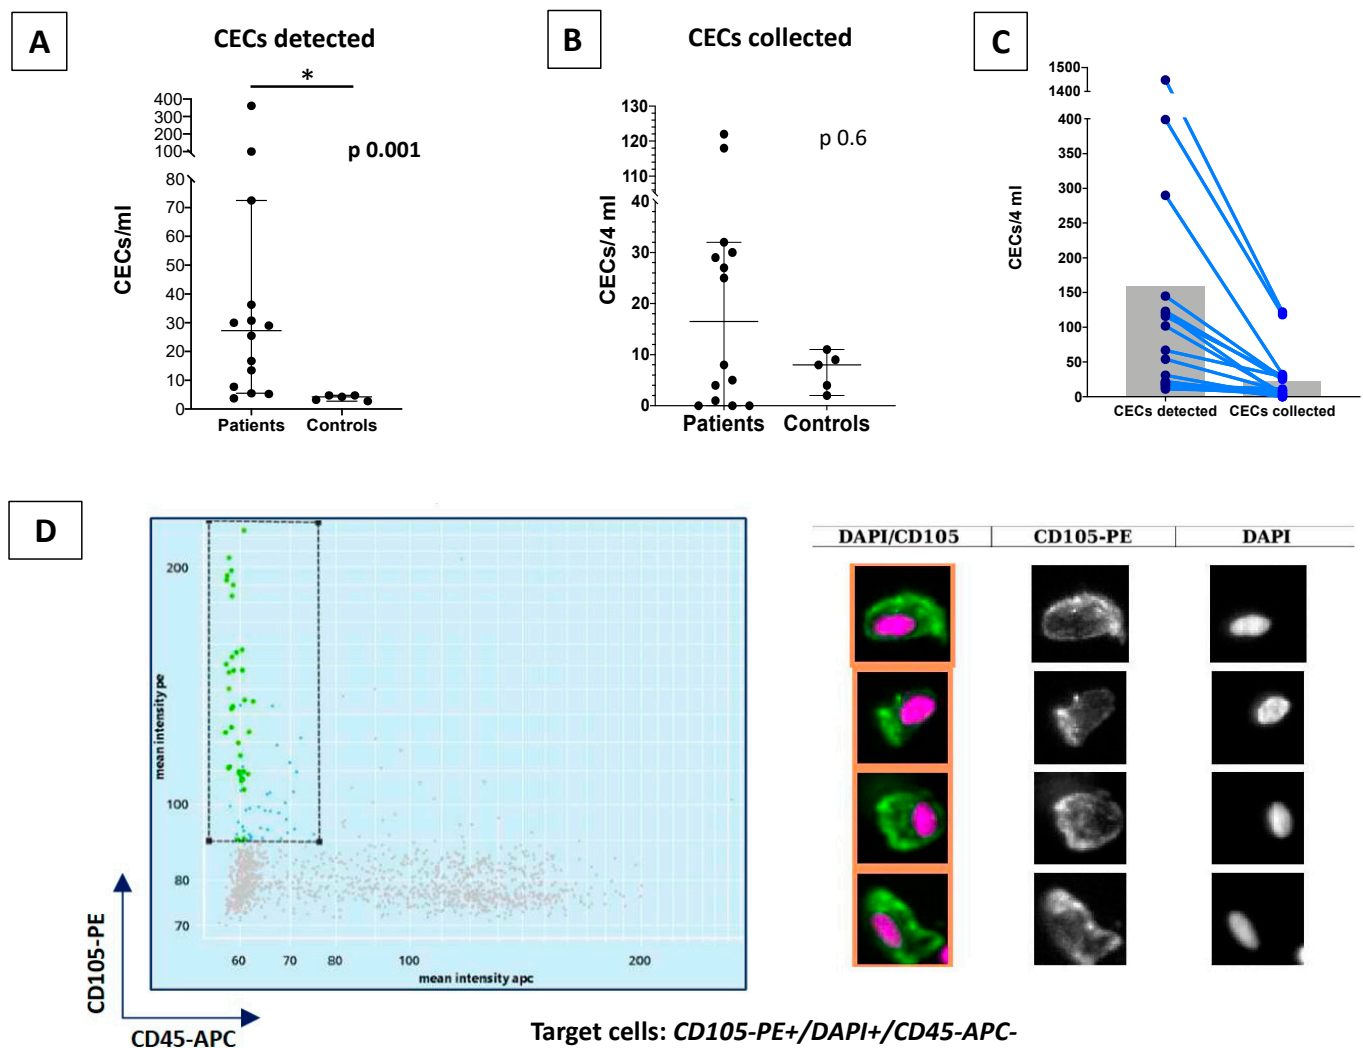 A
CECs detected
*
p 0.001
CECs/ml
400
300
200
100
80
70
60
50
40
30
20
10
0
Patients Controls
B
CECs collected
p 0.6
CECs/4 ml
130
120
110
40
30
20
10
0
Patients Controls
C
CECs/4 ml
1500
1400
400
350
300
250
200
150
100
50
0
CECs detected CECs collected
D
mean intensity pe
200
100
80
70
60 70 80 100 200
mean intensity apc
CD105-PE
CD45-APC
DAPI/CD105 CD105-PE DAPI
Target cells: CD105-PE+/DAPI+/CD45-APC-